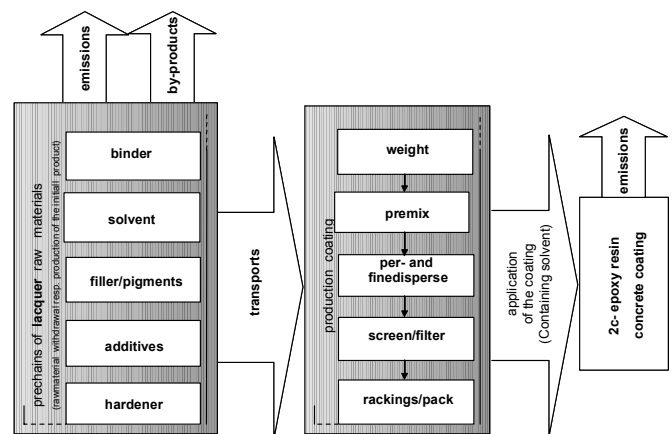 emissions
by-products
prechains of lacquer raw materials
(rawmaterial withdrawal resp. production of the initial product)
binder
solvent
filler/pigments
additives
hardener
transports
production coating
weight
premix
per- and
finedisperse
screen/filter
rackings/pack
application
of the coating
(Containing solvent)
emissions
2c- epoxy resin
concrete coating